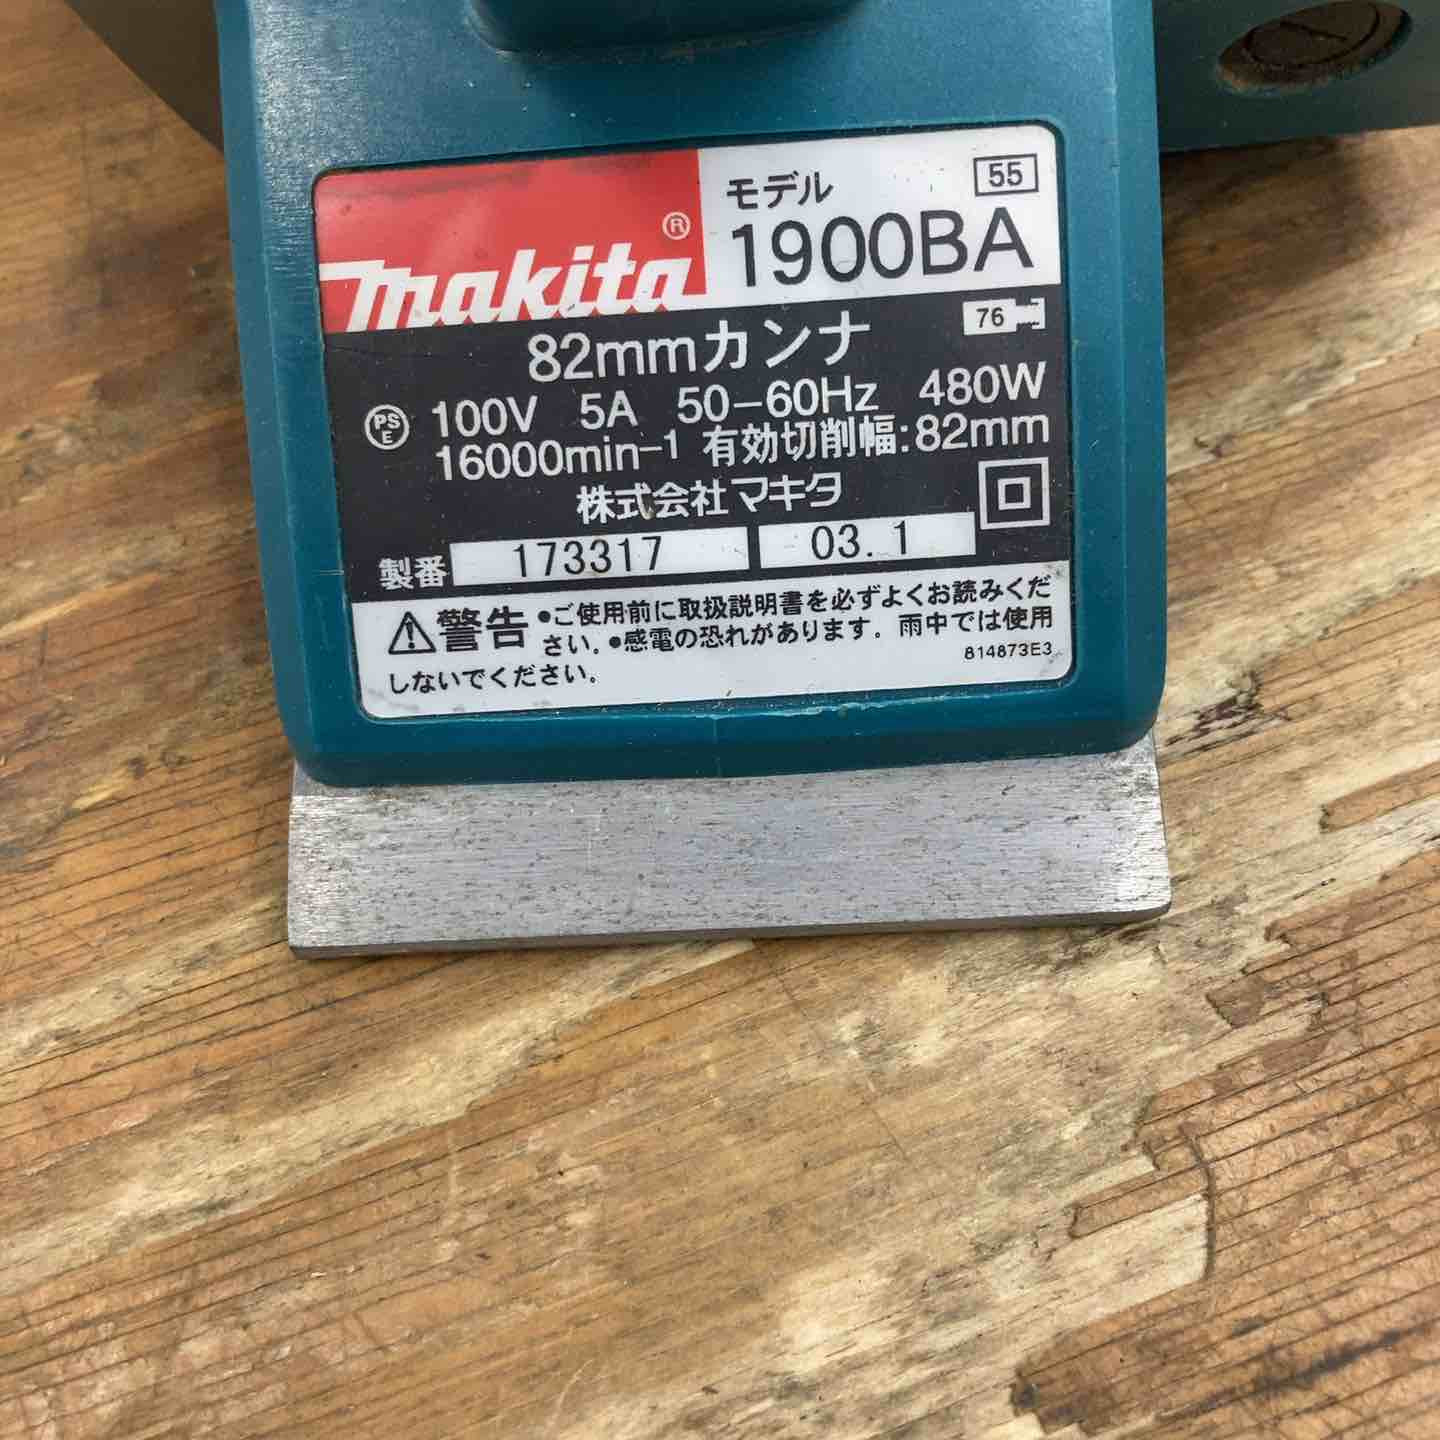 makita®
モデル 55
1900BA
82mmカンナ 76
PSE 100V 5A 50-60Hz 480W
16000min-1 有効切削幅:82mm
株式会社マキタ
製番 173317 03.1
警告 •ご使用前に取扱説明書を必ずよくお読みくだ
さい。•感電の恐れがあります。雨中では使用
しないでください。
814873E3